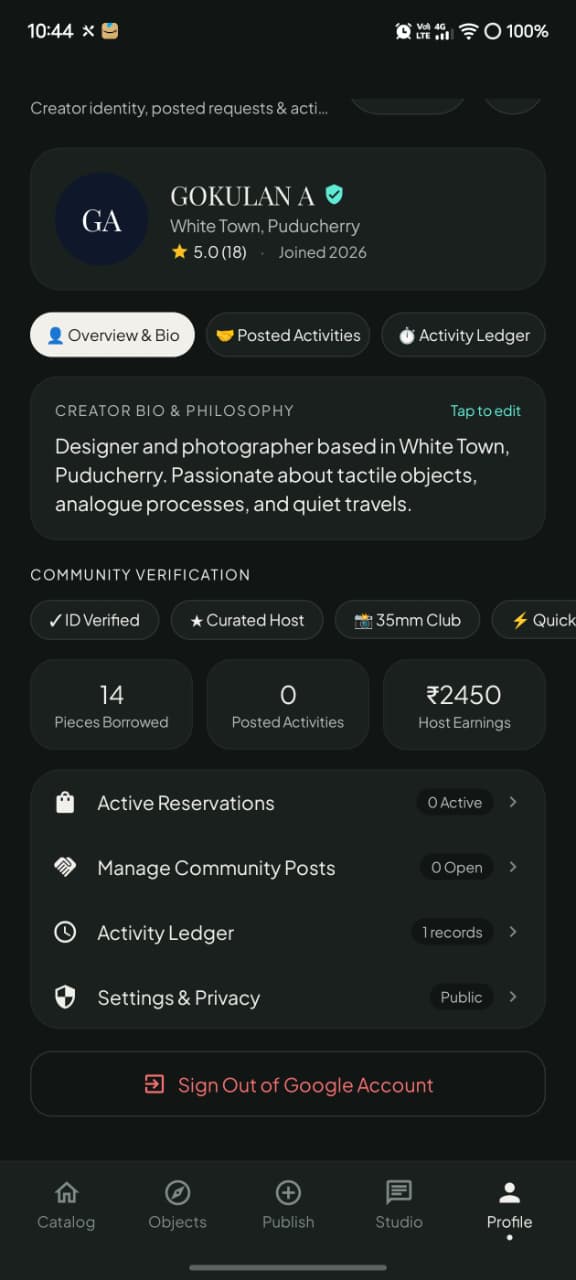 10:44
Vo) 4G
LTE
100%
Creator identity, posted requests & acti...
GA
GOKULAN A
White Town, Puducherry
5.0 (18) · Joined 2026
Overview & Bio
Posted Activities
Activity Ledger
CREATOR BIO & PHILOSOPHY
Tap to edit
Designer and photographer based in White Town,
Puducherry. Passionate about tactile objects,
analogue processes, and quiet travels.
COMMUNITY VERIFICATION
✓ ID Verified
★ Curated Host
35mm Club
⚡ Quick
14
Pieces Borrowed
0
Posted Activities
₹2450
Host Earnings
Active Reservations
0 Active
Manage Community Posts
0 Open
Activity Ledger
1 records
Settings & Privacy
Public
Sign Out of Google Account
Catalog
Objects
Publish
Studio
Profile